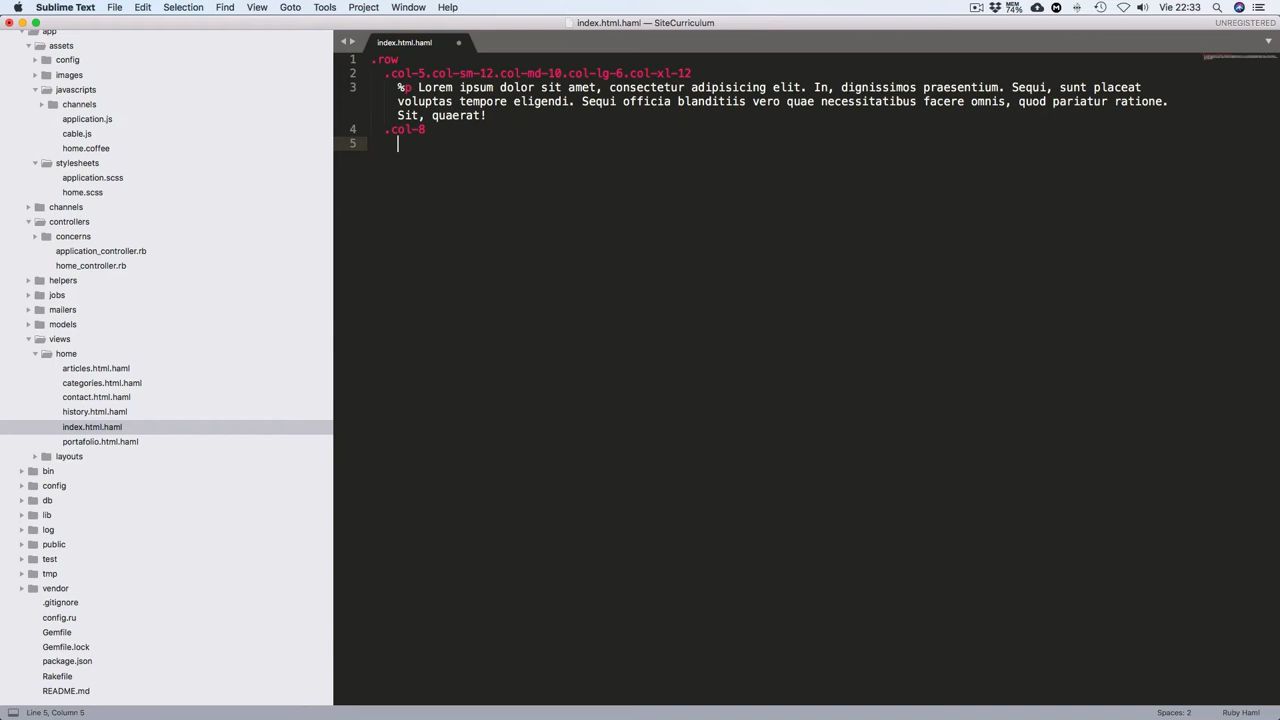 Sublime Text File Edit Selection Find View Goto Tools Project Window Help 74% Vie 22:33
index.html.haml — SiteCurriculum UNREGISTERED
app
assets
config
images
javascripts
channels
application.js
cable.js
home.coffee
stylesheets
application.scss
home.scss
channels
controllers
concerns
application_controller.rb
home_controller.rb
helpers
jobs
mailers
models
views
home
articles.html.haml
categories.html.haml
contact.html.haml
history.html.haml
index.html.haml
portafolio.html.haml
layouts
bin
config
db
lib
log
public
test
tmp
vendor
.gitignore
config.ru
Gemfile
Gemfile.lock
package.json
Rakefile
README.md
index.html.haml
1 .row
2 .col-5.col-sm-12.col-md-10.col-lg-6.col-xl-12
3 %p Lorem ipsum dolor sit amet, consectetur adipisicing elit. In, dignissimos praesentium. Sequi, sunt placeat
voluptas tempore eligendi. Sequi officia blanditiis vero quae necessitatibus facere omnis, quod pariatur ratione.
Sit, quaerat!
4 .col-8
5
Line 5, Column 5 Spaces: 2 Ruby Haml